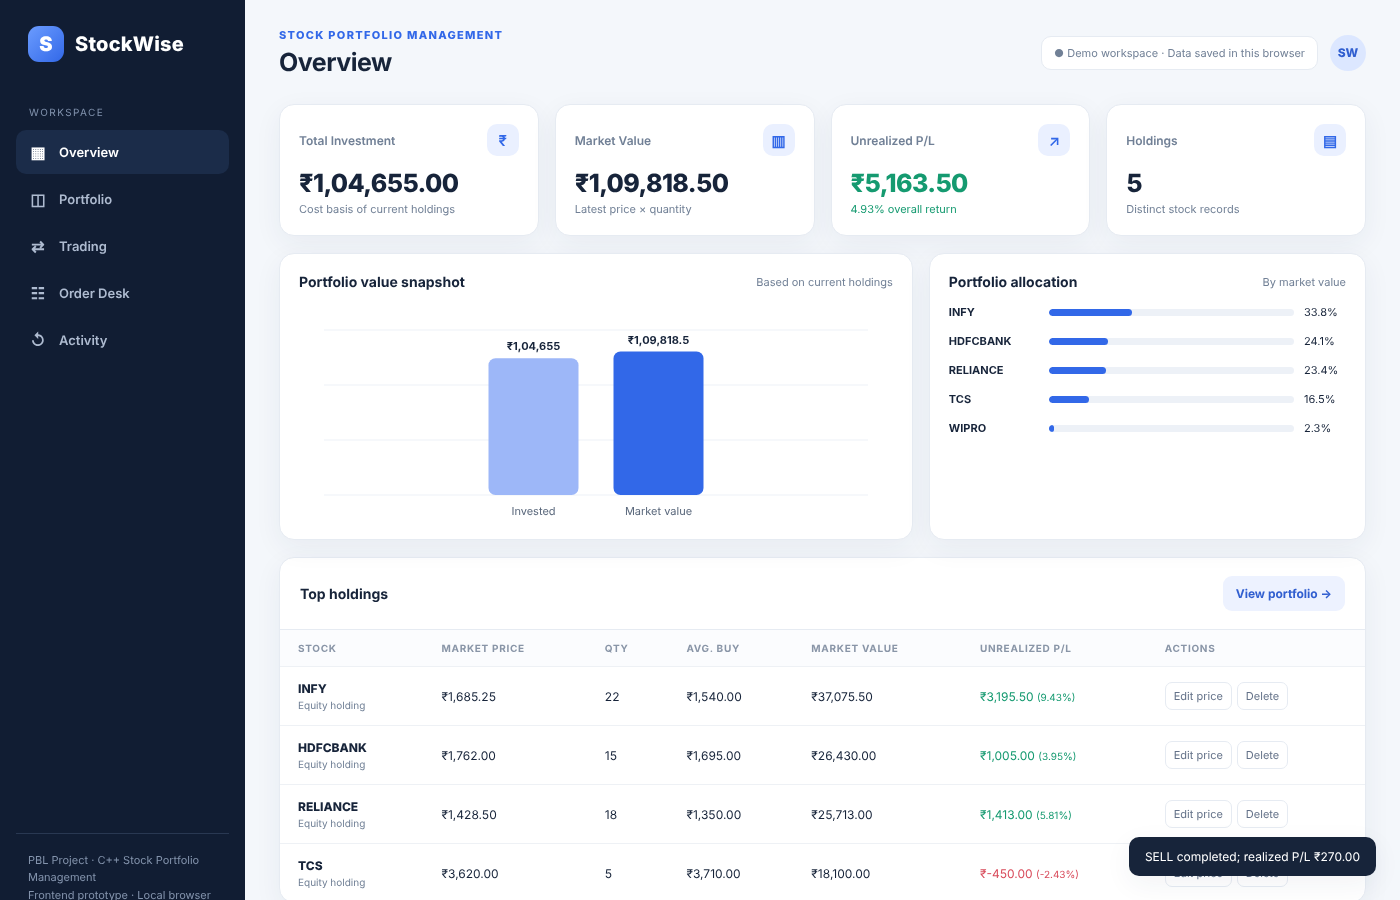 S StockWise
WORKSPACE
Overview
Portfolio
Trading
Order Desk
Activity
PBL Project · C++ Stock Portfolio
Management
Frontend prototype · Local browser
STOCK PORTFOLIO MANAGEMENT
Overview
Demo workspace · Data saved in this browser
SW
Total Investment ₹
₹1,04,655.00
Cost basis of current holdings
Market Value
₹1,09,818.50
Latest price × quantity
Unrealized P/L
₹5,163.50
4.93% overall return
Holdings
5
Distinct stock records
Portfolio value snapshot Based on current holdings
₹1,04,655 ₹1,09,818.5
Invested Market value
Portfolio allocation By market value
INFY 33.8%
HDFCBANK 24.1%
RELIANCE 23.4%
TCS 16.5%
WIPRO 2.3%
Top holdings View portfolio →
STOCK MARKET PRICE QTY AVG. BUY MARKET VALUE UNREALIZED P/L ACTIONS
INFY ₹1,685.25 22 ₹1,540.00 ₹37,075.50 ₹3,195.50 (9.43%) Edit price Delete
Equity holding
HDFCBANK ₹1,762.00 15 ₹1,695.00 ₹26,430.00 ₹1,005.00 (3.95%) Edit price Delete
Equity holding
RELIANCE ₹1,428.50 18 ₹1,350.00 ₹25,713.00 ₹1,413.00 (5.81%) Edit price Delete
Equity holding
TCS ₹3,620.00 5 ₹3,710.00 ₹18,100.00 ₹-450.00 (-2.43%)
Equity holding
SELL completed; realized P/L ₹270.00